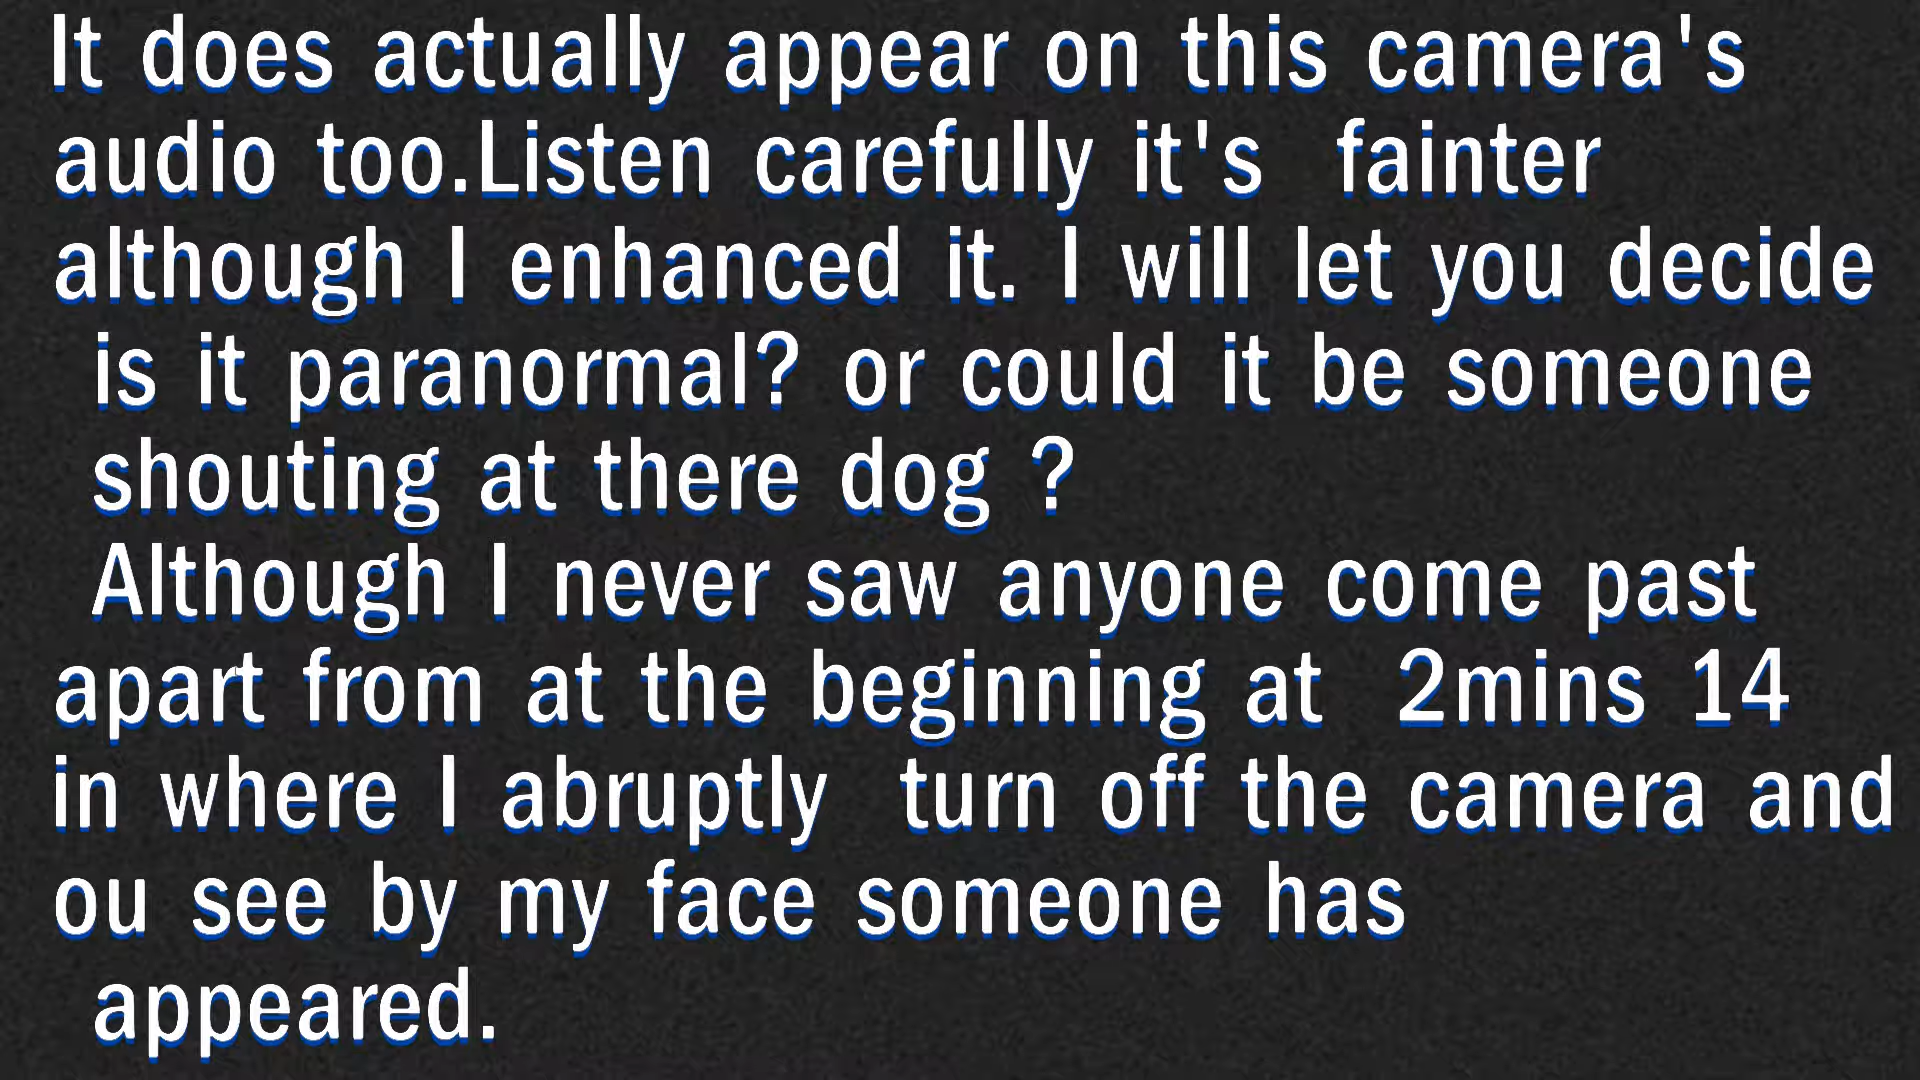 It does actually appear on this camera's
audio too.Listen carefully it's fainter
although I enhanced it. I will let you decide
is it paranormal? or could it be someone
shouting at there dog ?
Although I never saw anyone come past
apart from at the beginning at 2mins 14
in where I abruptly turn off the camera and
ou see by my face someone has
appeared.